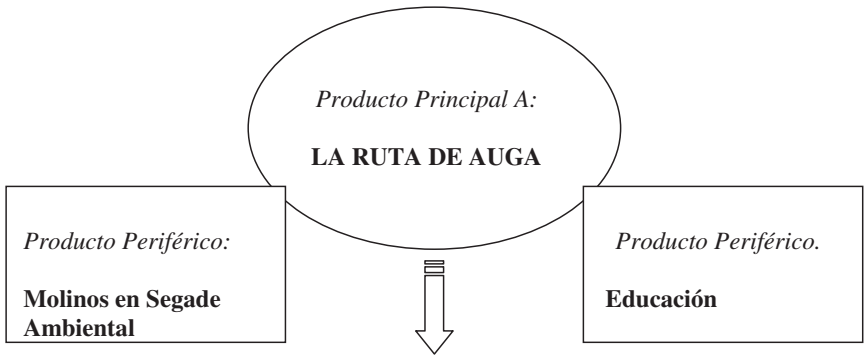 Producto Principal A:
LA RUTA DE AUGA
Producto Periférico:
Molinos en Segade
Ambiental
Producto Periférico.
Educación